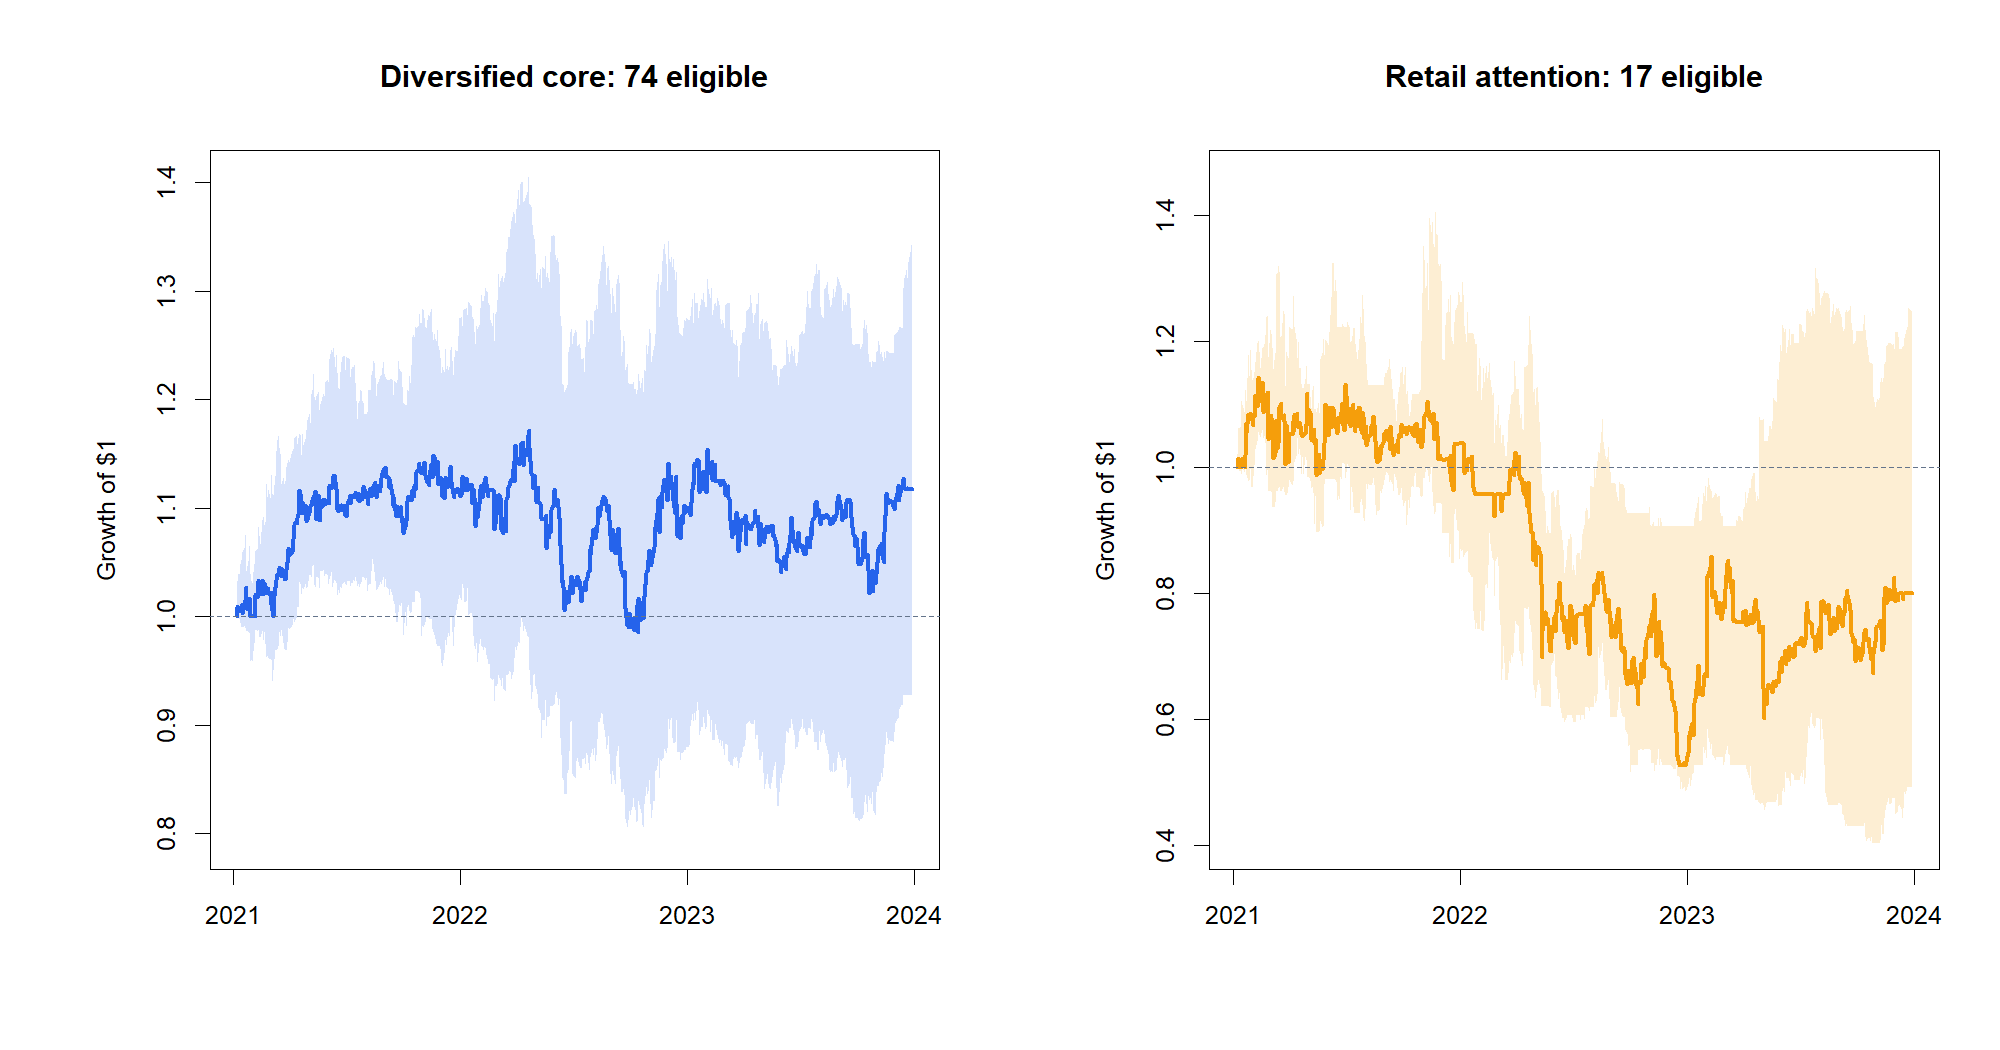 Diversified core: 74 eligible
Growth of $1
1.4
1.3
1.2
1.1
1.0
0.9
0.8
2021 2022 2023 2024
Retail attention: 17 eligible
Growth of $1
1.4
1.2
1.0
0.8
0.6
0.4
2021 2022 2023 2024